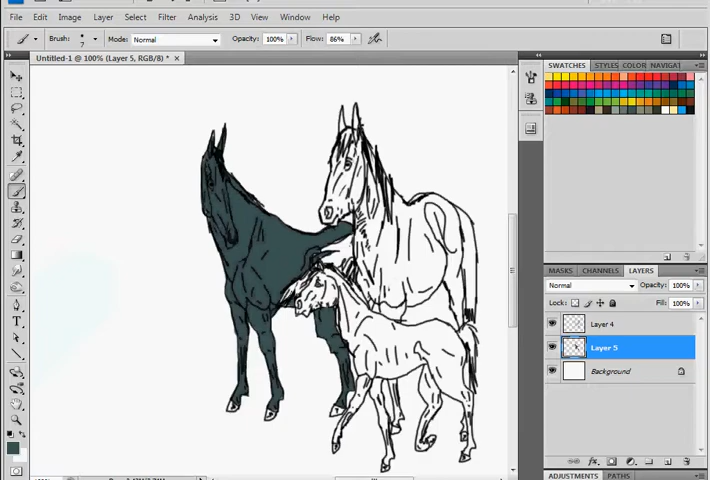 File Edit Image Layer Select Filter Analysis 3D View Window Help
Brush: 7 Mode: Normal Opacity: 100% Flow: 86%
Untitled-1 @ 100% (Layer 5, RGB/8) *
SWATCHES STYLES COLOR NAVIGAT
MASKS CHANNELS LAYERS
Normal Opacity: 100%
Lock: Fill: 100%
Layer 4
Layer 5
Background
ADJUSTMENTS PATHS